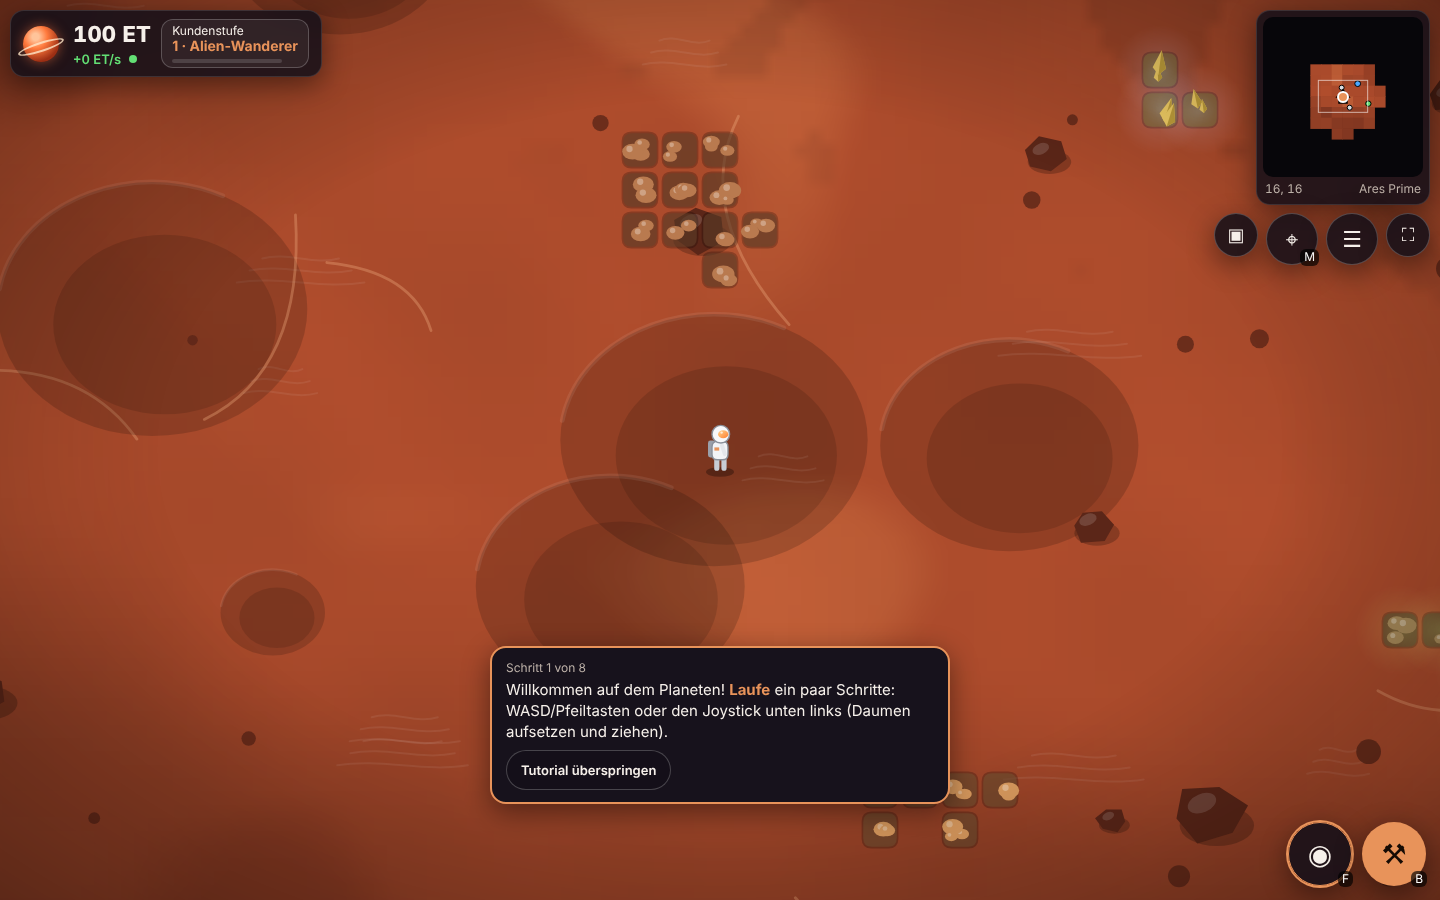 100 ET
+0 ET/s
Kundenstufe
1 · Alien-Wanderer
16, 16
Ares Prime
M
Schritt 1 von 8
Willkommen auf dem Planeten! Laufe ein paar Schritte:
WASD/Pfeiltasten oder den Joystick unten links (Daumen
aufsetzen und ziehen).
Tutorial überspringen
F
B